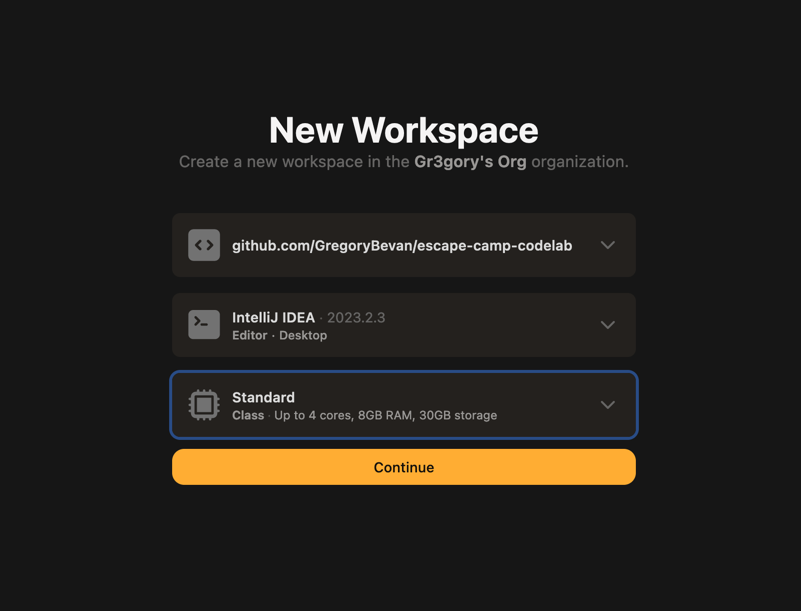 New Workspace
Create a new workspace in the Gr3gory's Org organization.
github.com/GregoryBevan/escape-camp-codelab
IntelliJ IDEA · 2023.2.3
Editor · Desktop
Standard
Class · Up to 4 cores, 8GB RAM, 30GB storage
Continue